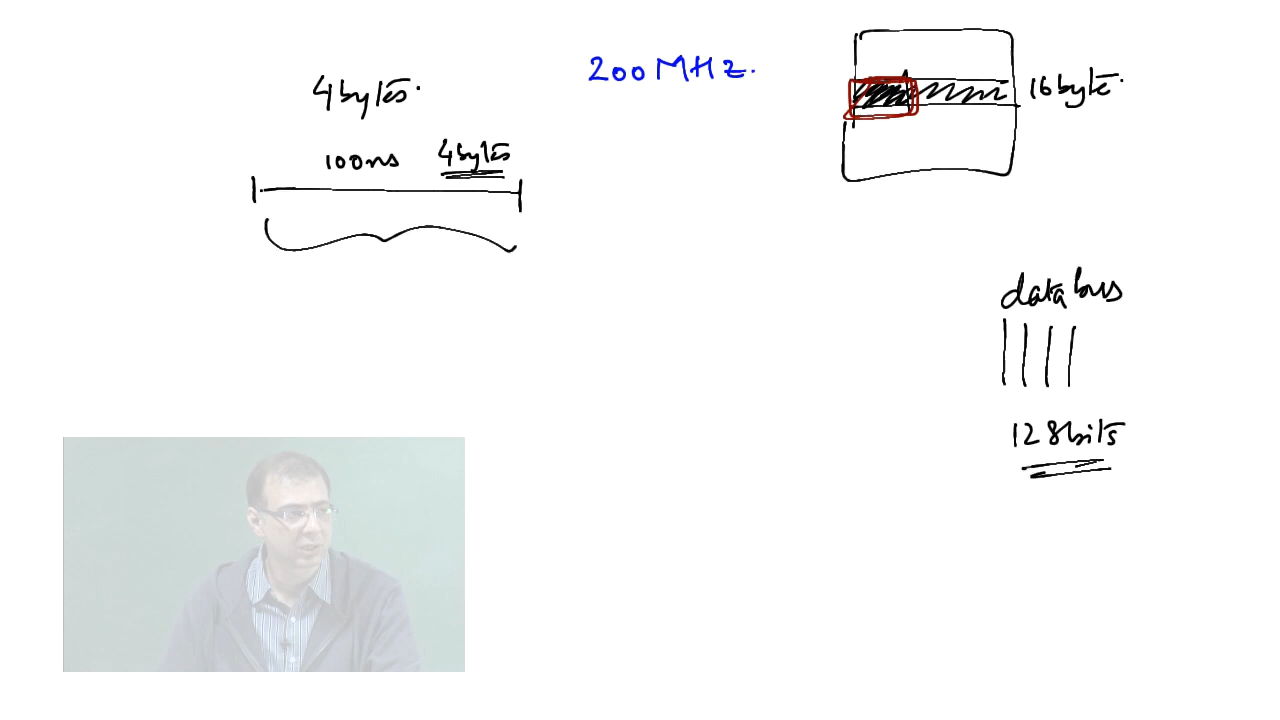 4bytes.
100ns 4bytes
200MHz.
16byte.
data bus
128bits